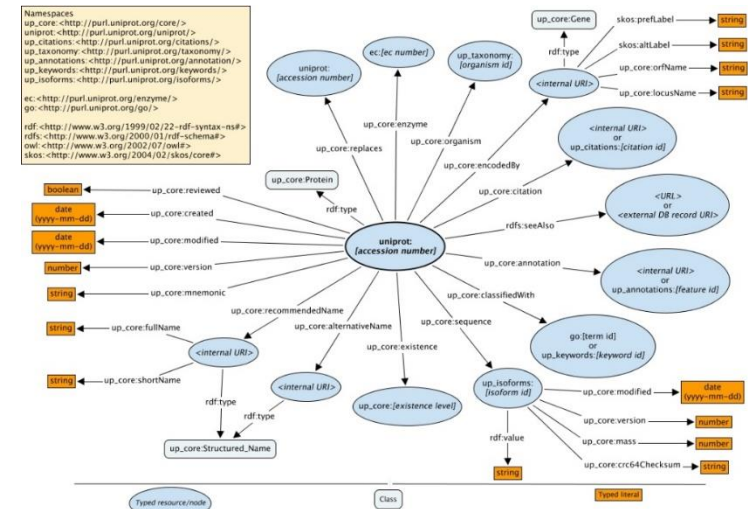 Namespaces
up_core:<http://purl.uniprot.org/core/>
uniprot:<http://purl.uniprot.org/uniprot/>
up_citations:<http://purl.uniprot.org/citations/>
up_taxonomy:<http://purl.uniprot.org/taxonomy/>
up_annotations:<http://purl.uniprot.org/annotation/>
up_keywords:<http://purl.uniprot.org/keywords/>
up_isoforms:<http://purl.uniprot.org/isoforms/>
ec:<http://purl.uniprot.org/enzyme/>
go:<http://purl.uniprot.org/go/>
rdf:<http://www.w3.org/1999/02/22-rdf-syntax-ns#>
rdfs:<http://www.w3.org/2000/01/rdf-schema#>
owl:<http://www.w3.org/2002/07/owl#>
skos:<http://www.w3.org/2004/02/skos/core#>
uniprot:
[accession number]
ec:[ec number]
up_taxonomy:
[organism id]
up_core:Gene
rdf:type
<internal URI>
skos:prefLabel
string
skos:altLabel
string
up_core:orfName
string
up_core:locusName
string
up_core:replaces
up_core:enzyme
up_core:organism
up_core:encodedBy
up_core:citation
<internal URI>
or
up_citations:[citation id]
rdfs:seeAlso
<URL>
or
<external DB record URI>
up_core:Protein
rdf:type
boolean
up_core:reviewed
date
(yyyy-mm-dd)
up_core:created
date
(yyyy-mm-dd)
up_core:modified
number
up_core:version
string
up_core:mnemonic
uniprot:
[accession number]
up_core:annotation
<internal URI>
or
up_annotations:[feature id]
up_core:classifiedWith
go:[term id]
or
up_keywords:[keyword id]
up_core:recommendedName
up_core:alternativeName
up_core:existence
up_core:sequence
string
up_core:fullName
<internal URI>
string
up_core:shortName
<internal URI>
rdf:type
rdf:type
up_core:Structured_Name
up_core:[existence level]
up_isoforms:
[isoform id]
up_core:modified
date
(yyyy-mm-dd)
up_core:version
number
up_core:mass
number
up_core:crc64Checksum
string
rdf:value
string
Typed resource/node
Class
Typed literal